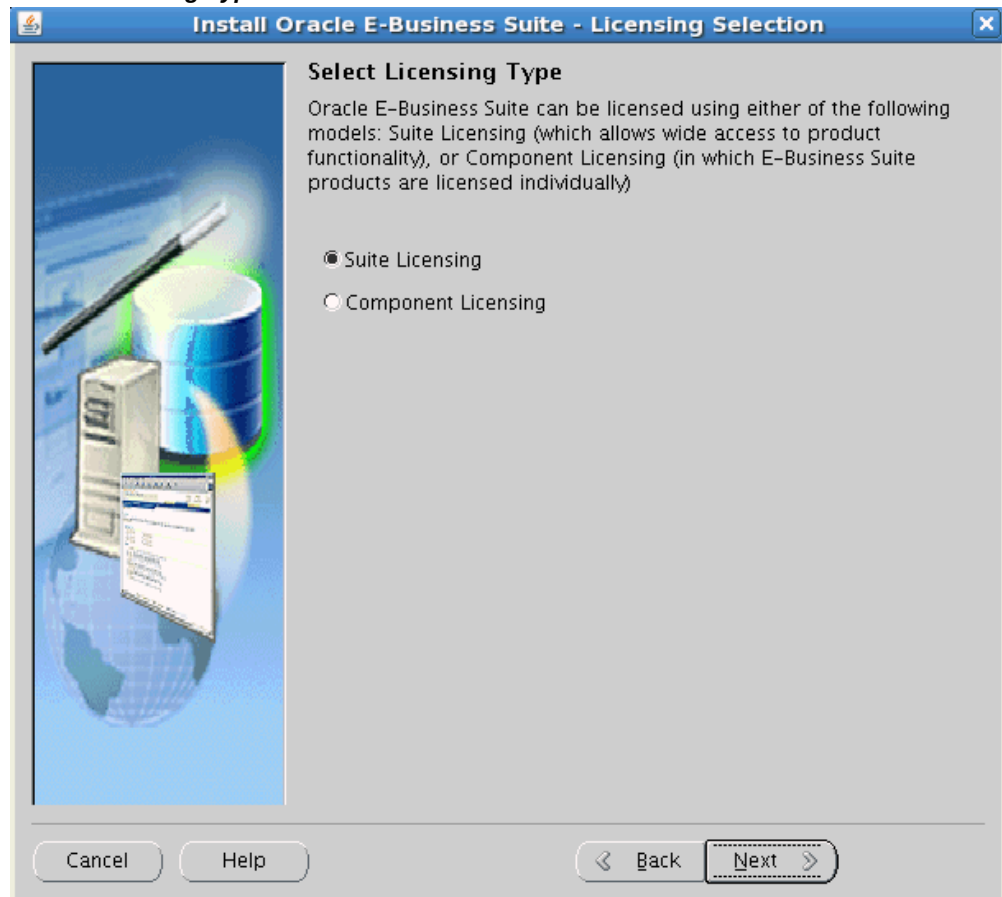 Install Oracle E-Business Suite - Licensing Selection
Select Licensing Type
Oracle E-Business Suite can be licensed using either of the following
models: Suite Licensing (which allows wide access to product
functionality), or Component Licensing (in which E-Business Suite
products are licensed individually)
Suite Licensing
Component Licensing
Cancel Help Back Next